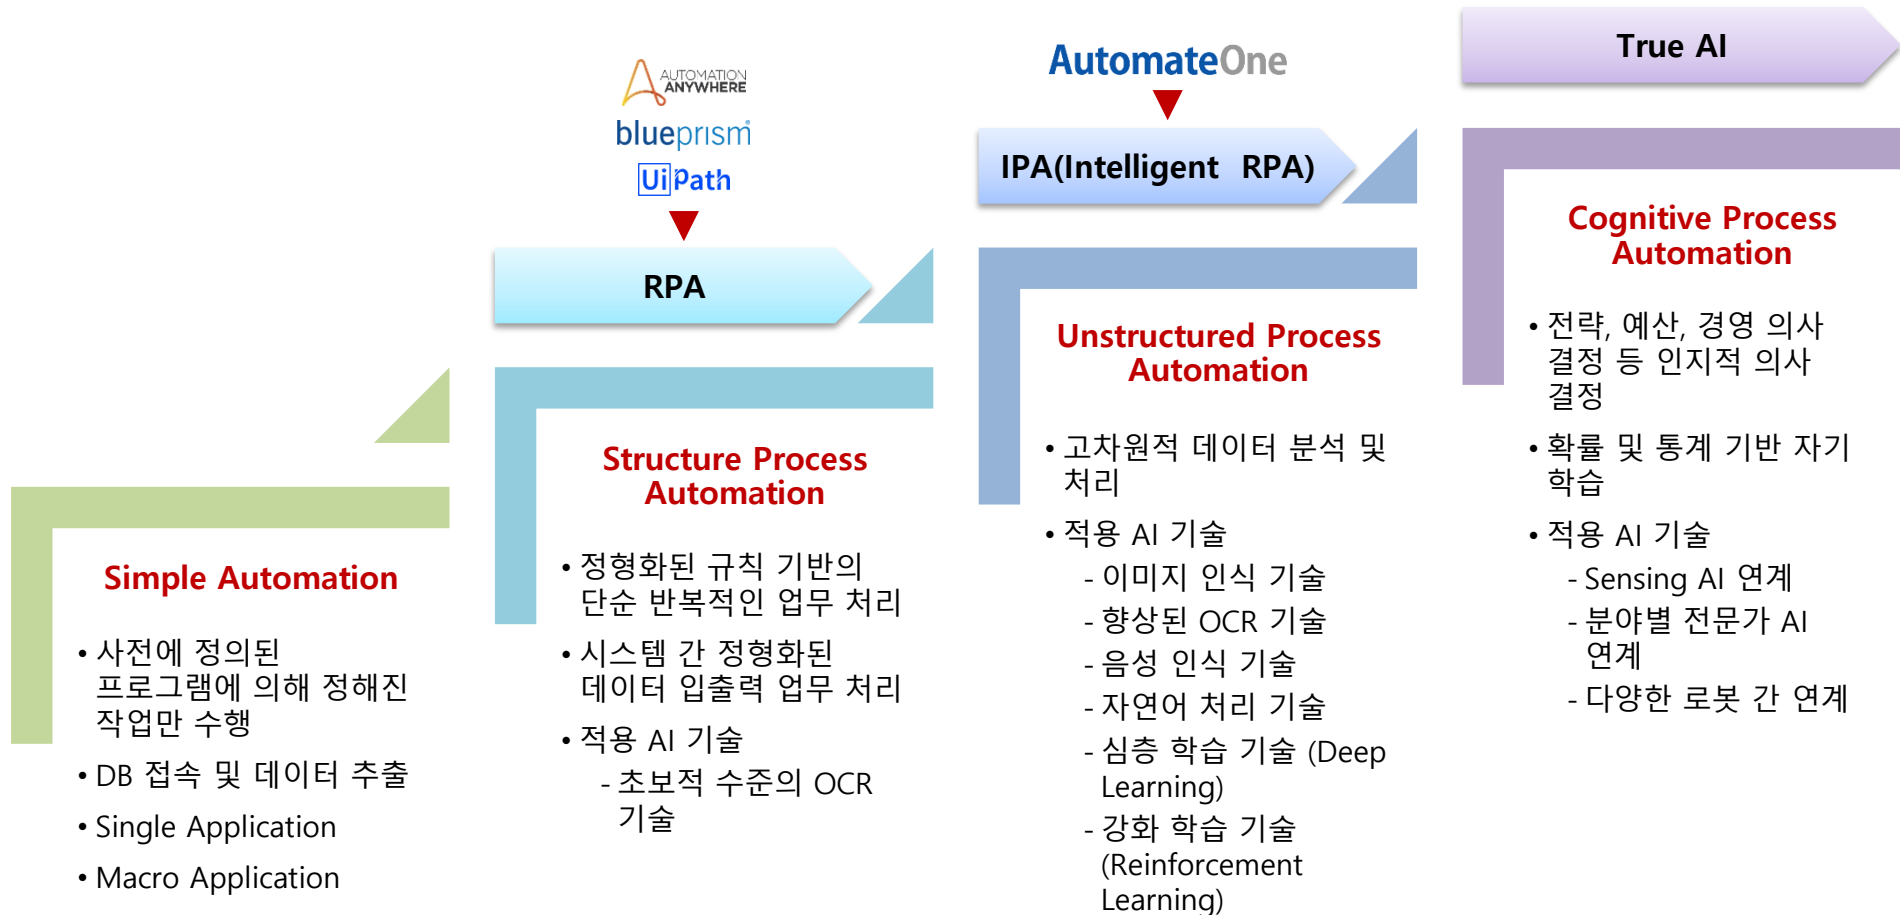 Simple Automation
• 사전에 정의된
프로그램에 의해 정해진
작업만 수행
• DB 접속 및 데이터 추출
• Single Application
• Macro Application
AUTOMATION
ANYWHERE
blueprism
UiPath
RPA
Structure Process
Automation
• 정형화된 규칙 기반의
단순 반복적인 업무 처리
• 시스템 간 정형화된
데이터 입출력 업무 처리
• 적용 AI 기술
- 초보적 수준의 OCR
기술
AutomateOne
IPA(Intelligent RPA)
Unstructured Process
Automation
• 고차원적 데이터 분석 및
처리
• 적용 AI 기술
- 이미지 인식 기술
- 향상된 OCR 기술
- 음성 인식 기술
- 자연어 처리 기술
- 심층 학습 기술 (Deep
Learning)
- 강화 학습 기술
(Reinforcement
Learning)
True AI
Cognitive Process
Automation
• 전략, 예산, 경영 의사
결정 등 인지적 의사
결정
• 확률 및 통계 기반 자기
학습
• 적용 AI 기술
- Sensing AI 연계
- 분야별 전문가 AI
연계
- 다양한 로봇 간 연계